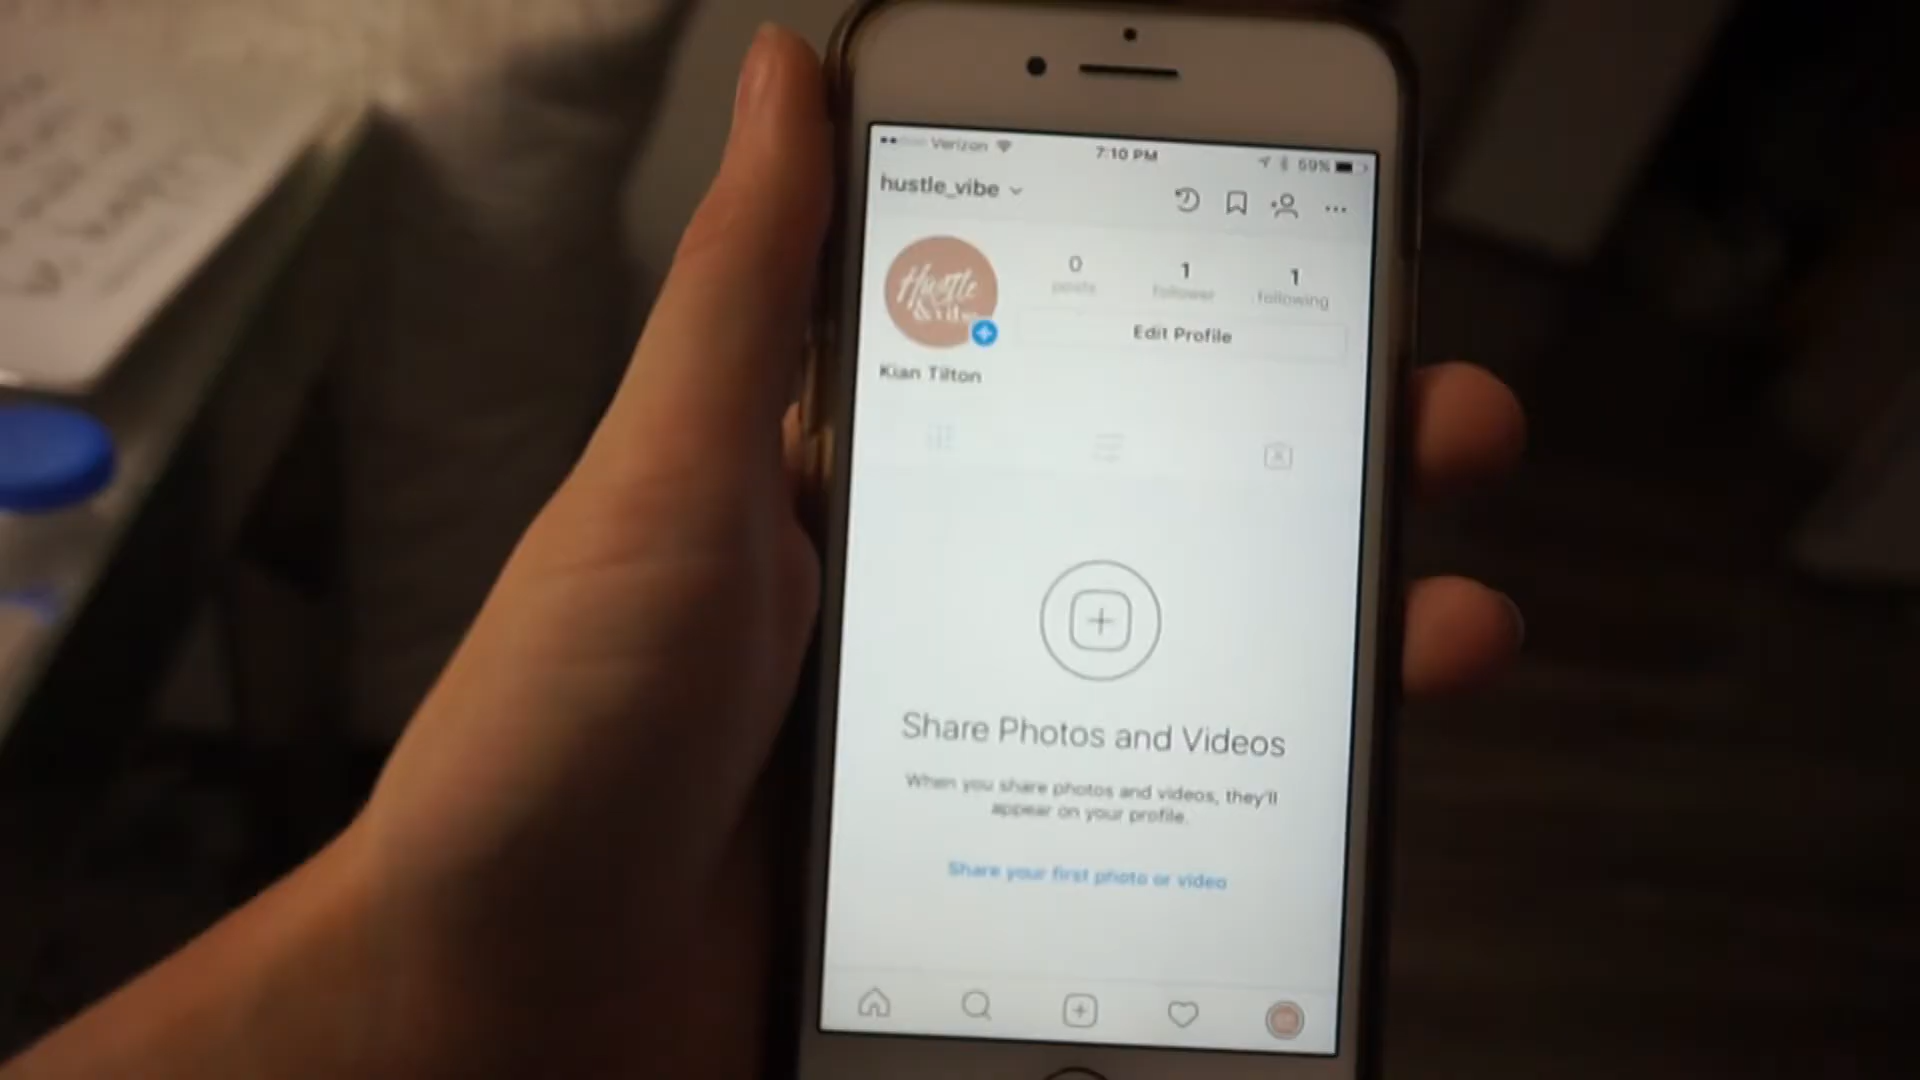 Verizon 7:10 PM 59%
hustle_vibe
Hustle
0 1 1
posts follower following
Edit Profile
Kian Tilton
Share Photos and Videos
When you share photos and videos, they'll
appear on your profile.
Share your first photo or video